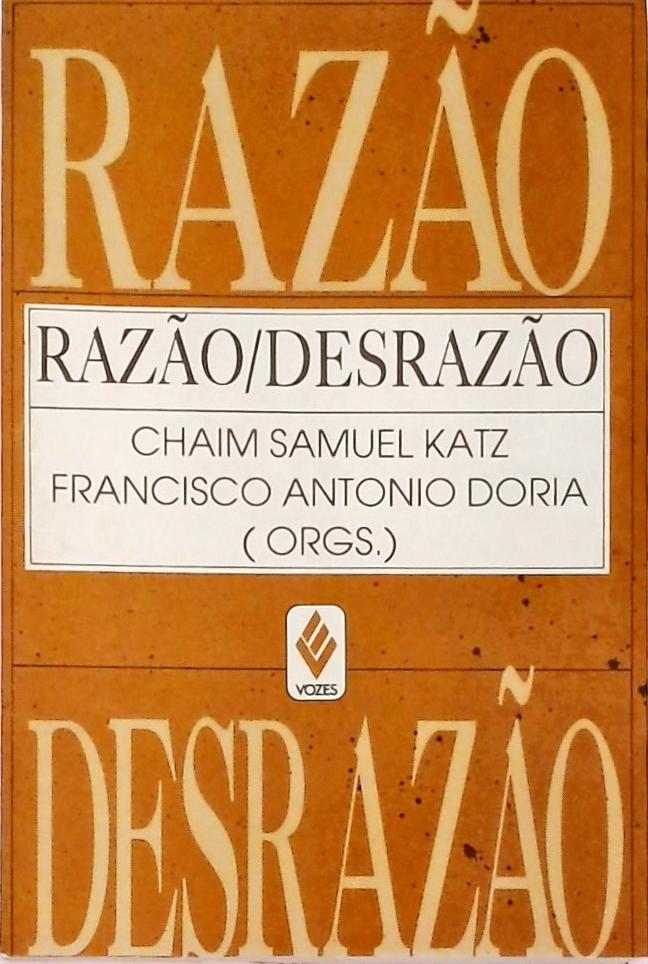 RAZÃO
RAZÃO/DESRAZÃO
CHAIM SAMUEL KATZ
FRANCISCO ANTONIO DORIA
( ORGS.)
VOZES
DESRAZÃO